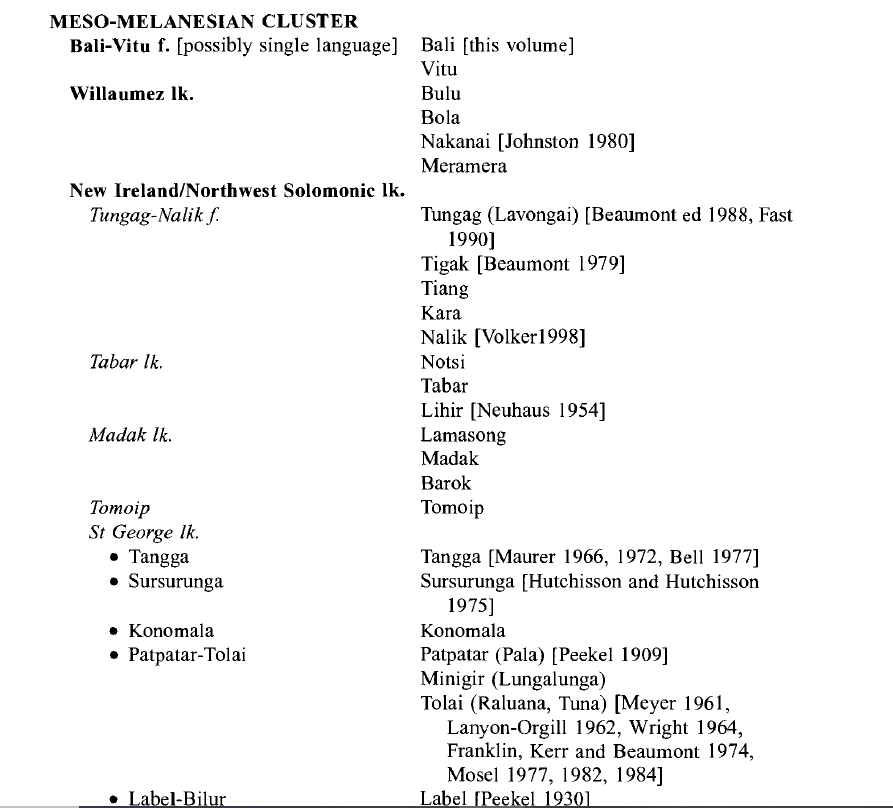 MESO-MELANESIAN CLUSTER
Bali-Vitu f. [possibly single language] Bali [this volume]
Vitu
Willaumez lk. Bulu
Bola
Nakanai [Johnston 1980]
Meramera
New Ireland/Northwest Solomonic lk.
Tungag-Nalik f. Tungag (Lavongai) [Beaumont ed 1988, Fast
1990]
Tigak [Beaumont 1979]
Tiang
Kara
Nalik [Volker1998]
Tabar lk. Notsi
Tabar
Lihir [Neuhaus 1954]
Madak lk. Lamasong
Madak
Barok
Tomoip Tomoip
St George lk.
• Tangga Tangga [Maurer 1966, 1972, Bell 1977]
• Sursurunga Sursurunga [Hutchisson and Hutchisson
1975]
• Konomala Konomala
• Patpatar-Tolai Patpatar (Pala) [Peekel 1909]
Minigir (Lungalunga)
Tolai (Raluana, Tuna) [Meyer 1961,
Lanyon-Orgill 1962, Wright 1964,
Franklin, Kerr and Beaumont 1974,
Mosel 1977, 1982, 1984]
• Label-Bilur Label [Peekel 1930]